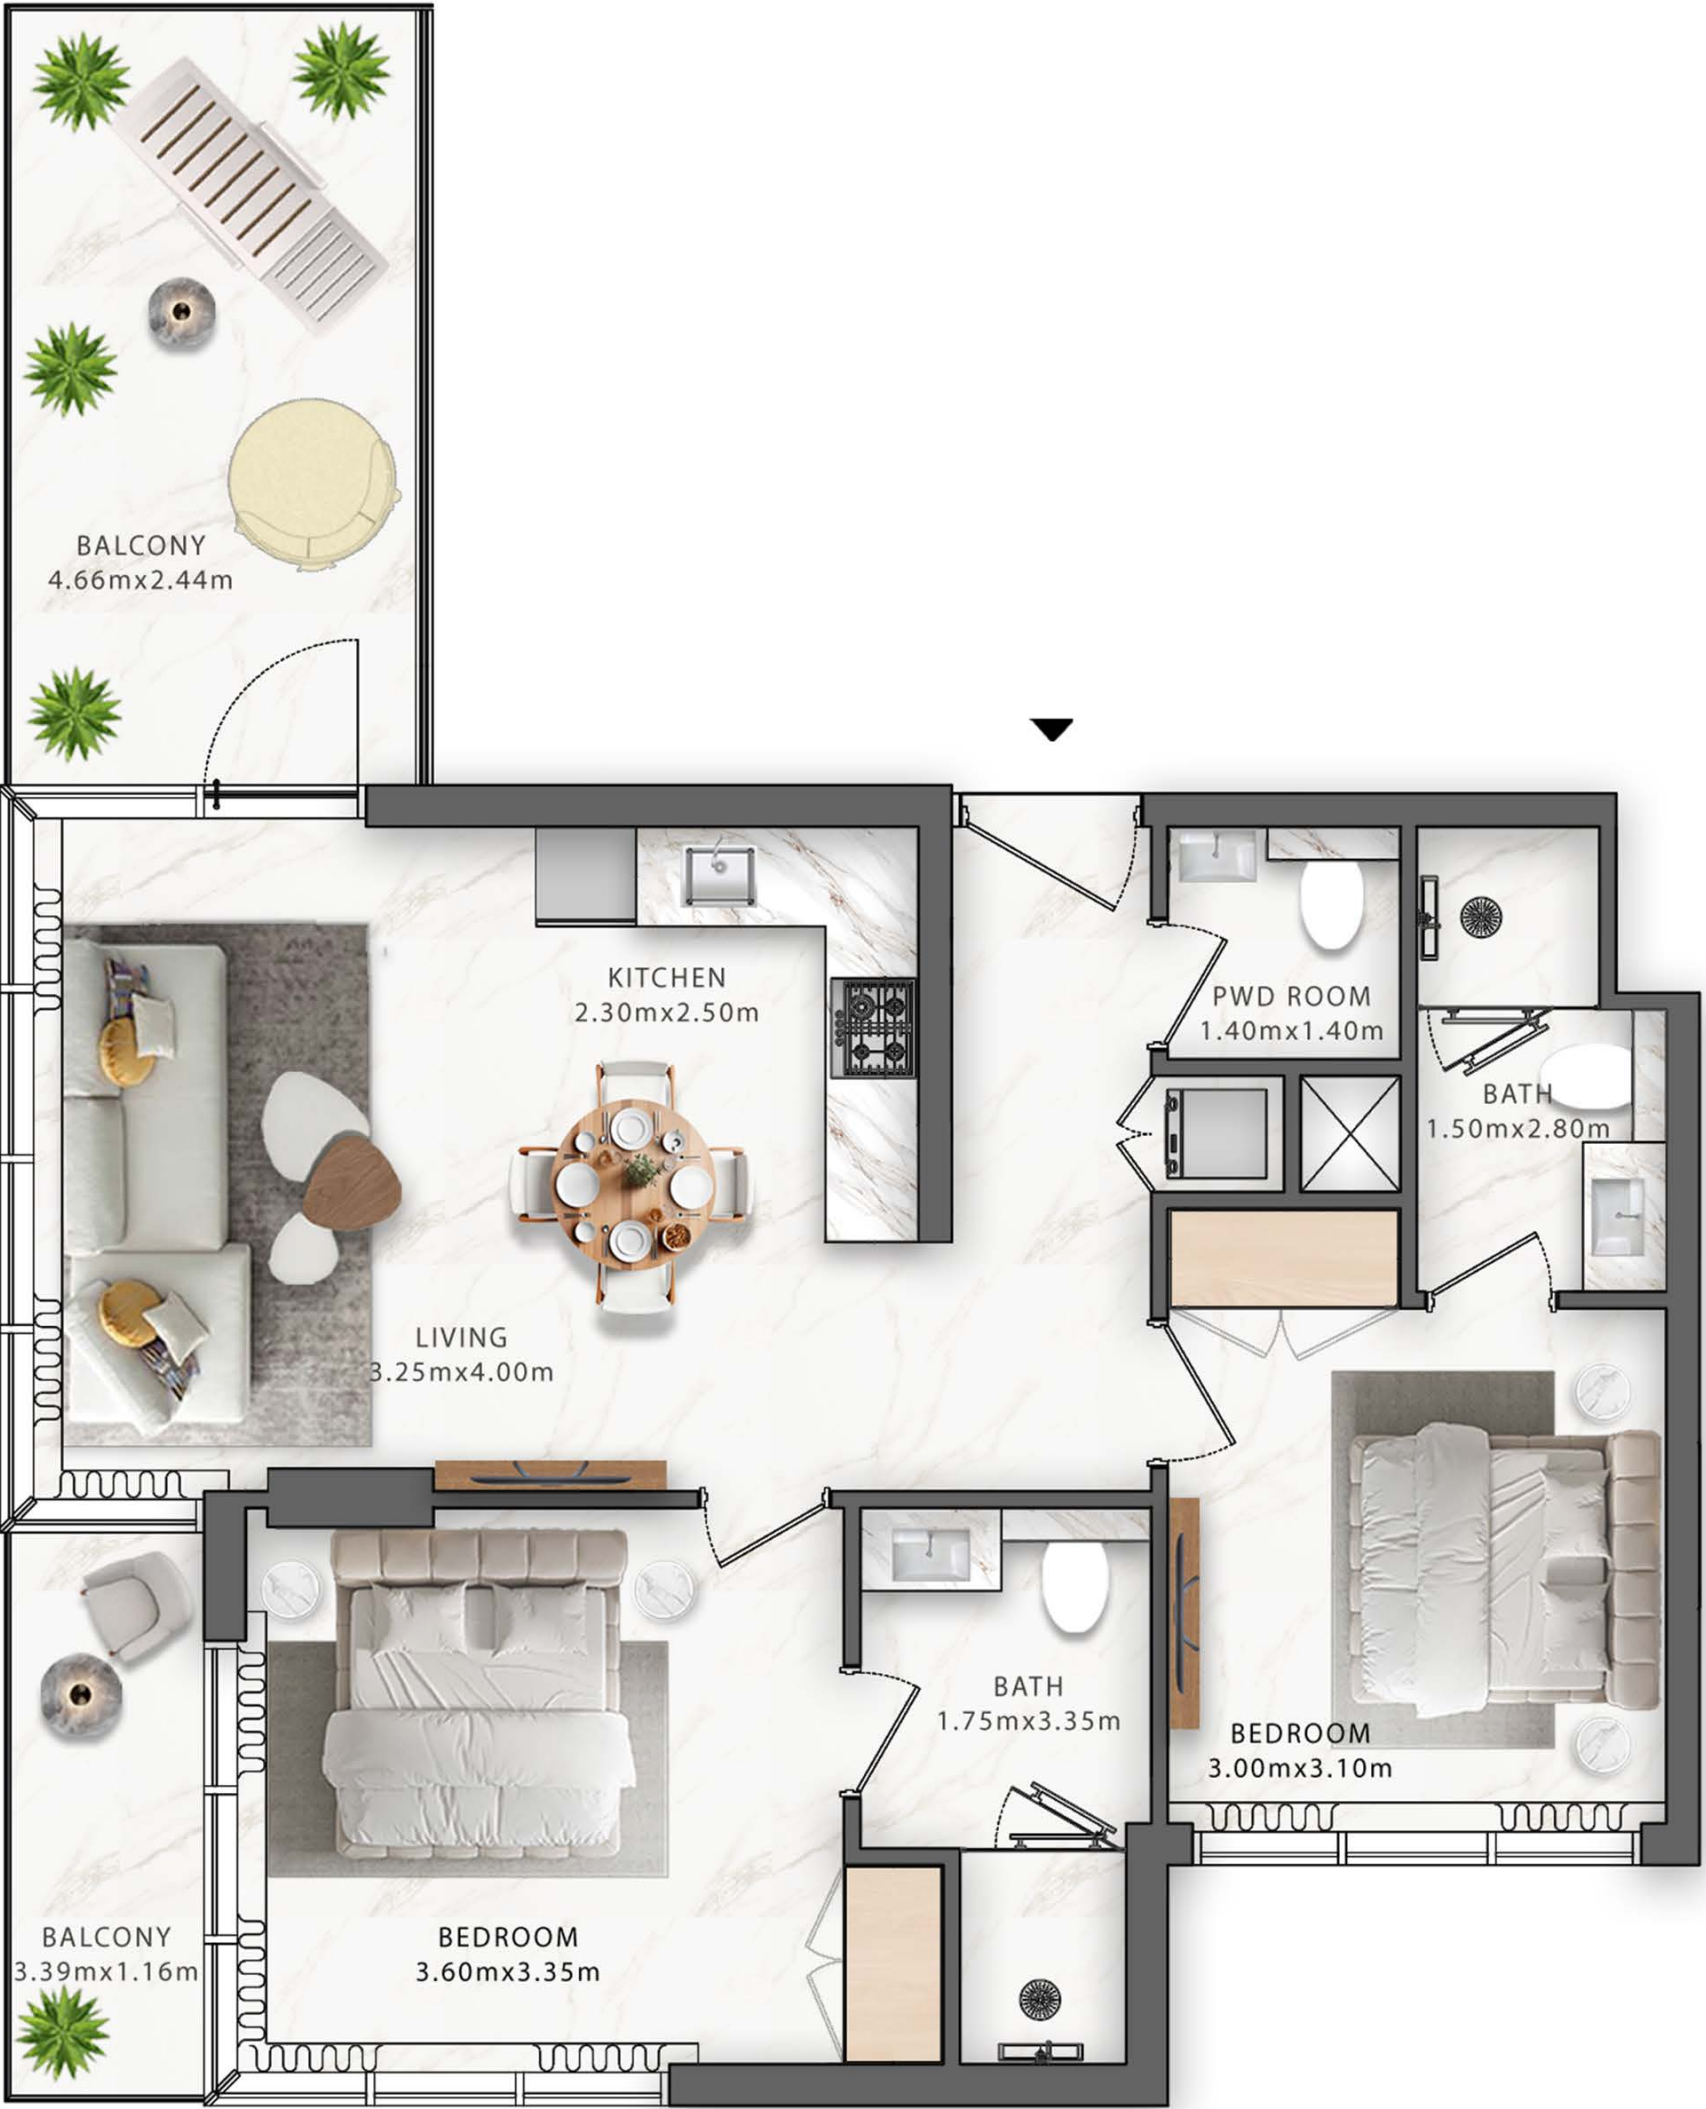 BALCONY
4.66mx2.44m
KITCHEN
2.30mx2.50m
PWD ROOM
1.40mx1.40m
BATH
1.50mx2.80m
LIVING
3.25mx4.00m
BATH
1.75mx3.35m
BEDROOM
3.00mx3.10m
BALCONY
3.39mx1.16m
BEDROOM
3.60mx3.35m